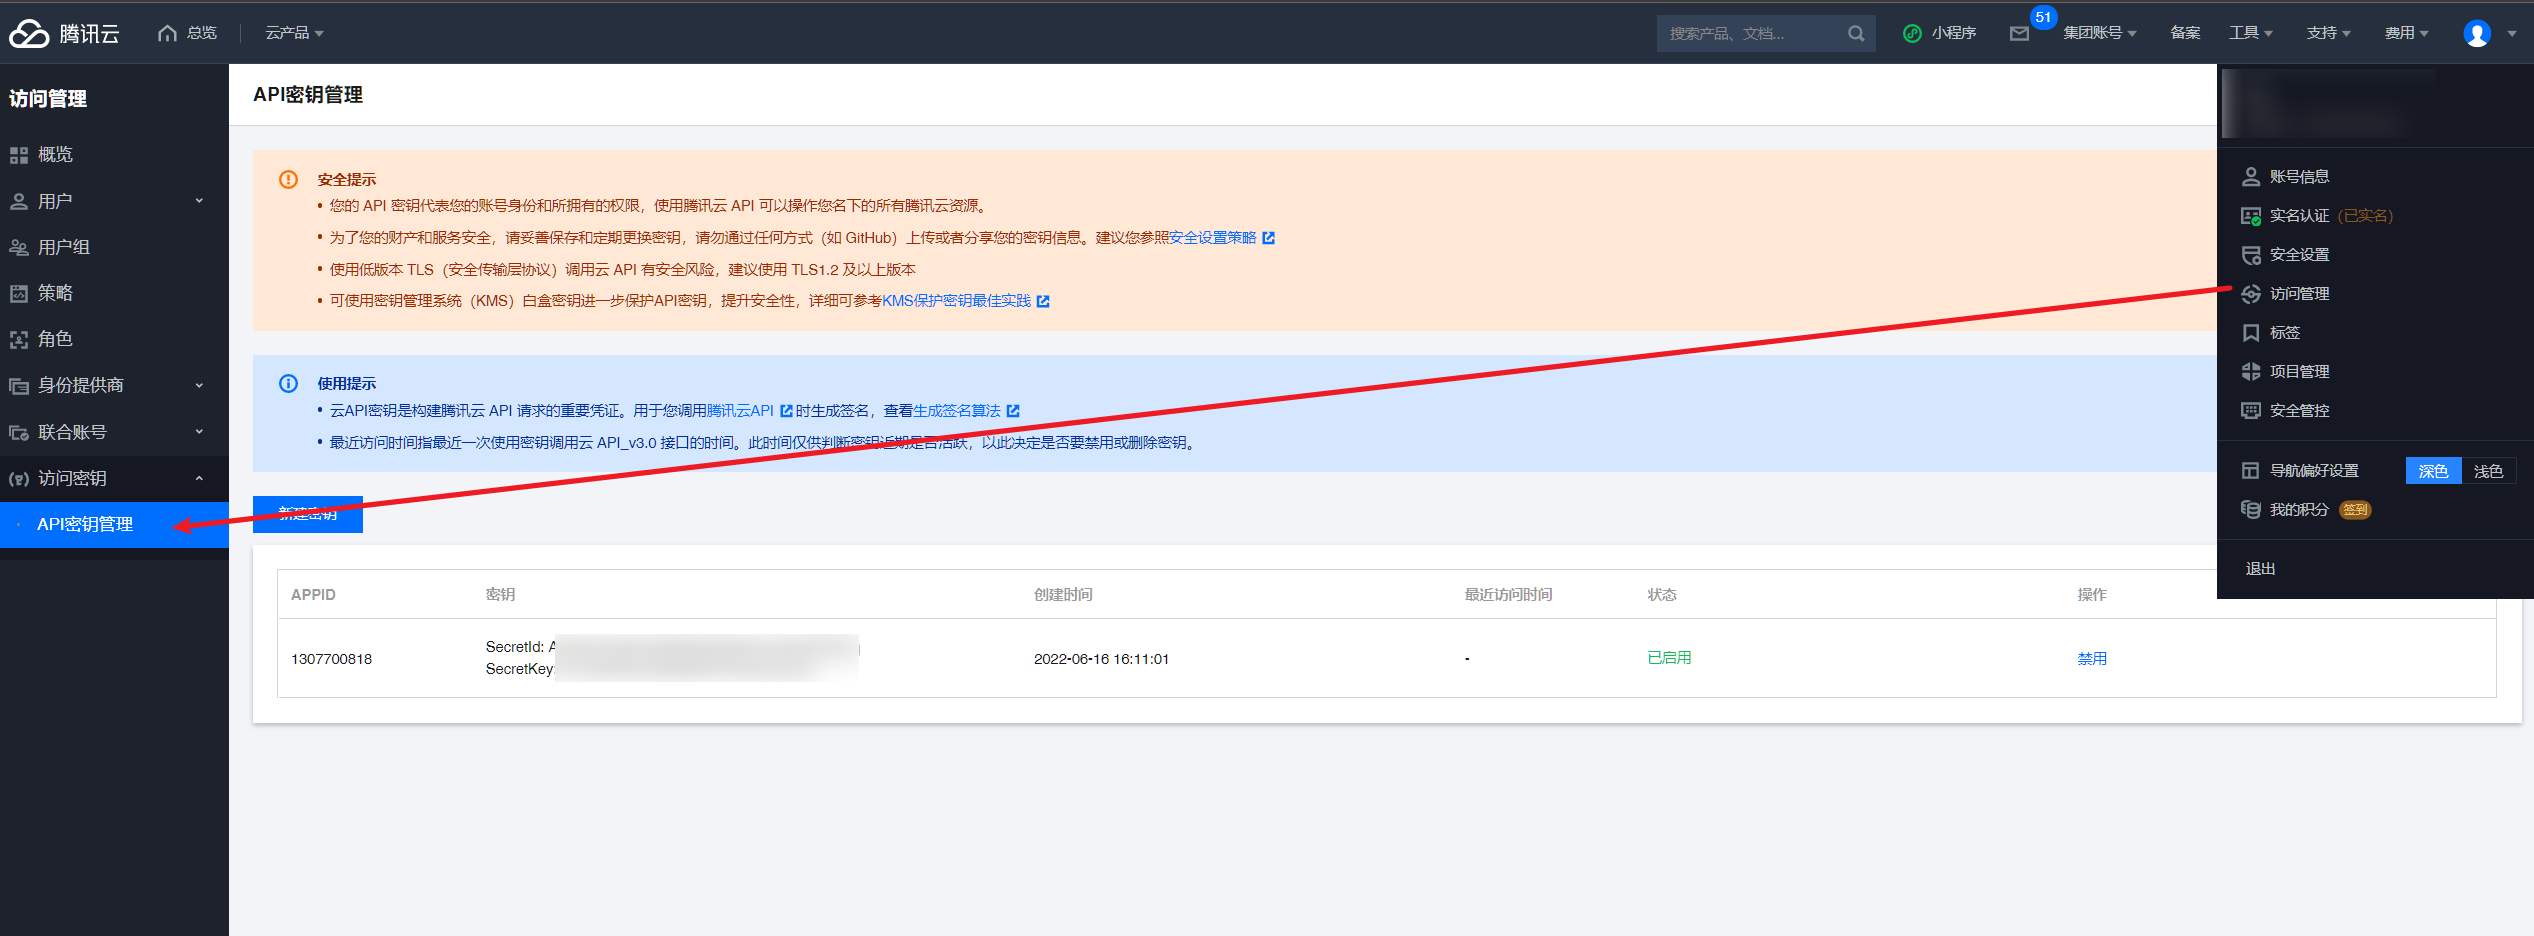 腾讯云
总览
云产品
搜索产品、文档...
小程序
51
集团账号
备案
工具
支持
费用
访问管理
概览
用户
用户组
策略
角色
身份提供商
联合账号
访问密钥
API密钥管理
API密钥管理
安全提示
• 您的 API 密钥代表您的账号身份和所拥有的权限，使用腾讯云 API 可以操作您名下的所有腾讯云资源。
• 为了您的财产和服务安全，请妥善保存和定期更换密钥，请勿通过任何方式（如 GitHub）上传或者分享您的密钥信息。建议您参照安全设置策略
• 使用低版本 TLS（安全传输层协议）调用云 API 有安全风险，建议使用 TLS1.2 及以上版本
• 可使用密钥管理系统（KMS）白盒密钥进一步保护API密钥，提升安全性，详细可参考KMS保护密钥最佳实践
使用提示
• 云API密钥是构建腾讯云 API 请求的重要凭证。用于您调用腾讯云API 时生成签名，查看生成签名算法
• 最近访问时间指最近一次使用密钥调用云 API_v3.0 接口的时间。此时间仅供判断密钥近期是否活跃，以此决定是否要禁用或删除密钥。
新建密钥
APPID 密钥 创建时间 最近访问时间 状态 操作
1307700818
SecretId: A
SecretKey:
2022-06-16 16:11:01
-
已启用
禁用
账号信息
实名认证（已实名）
安全设置
访问管理
标签
项目管理
安全管控
导航偏好设置 深色 浅色
我的积分 签到
退出